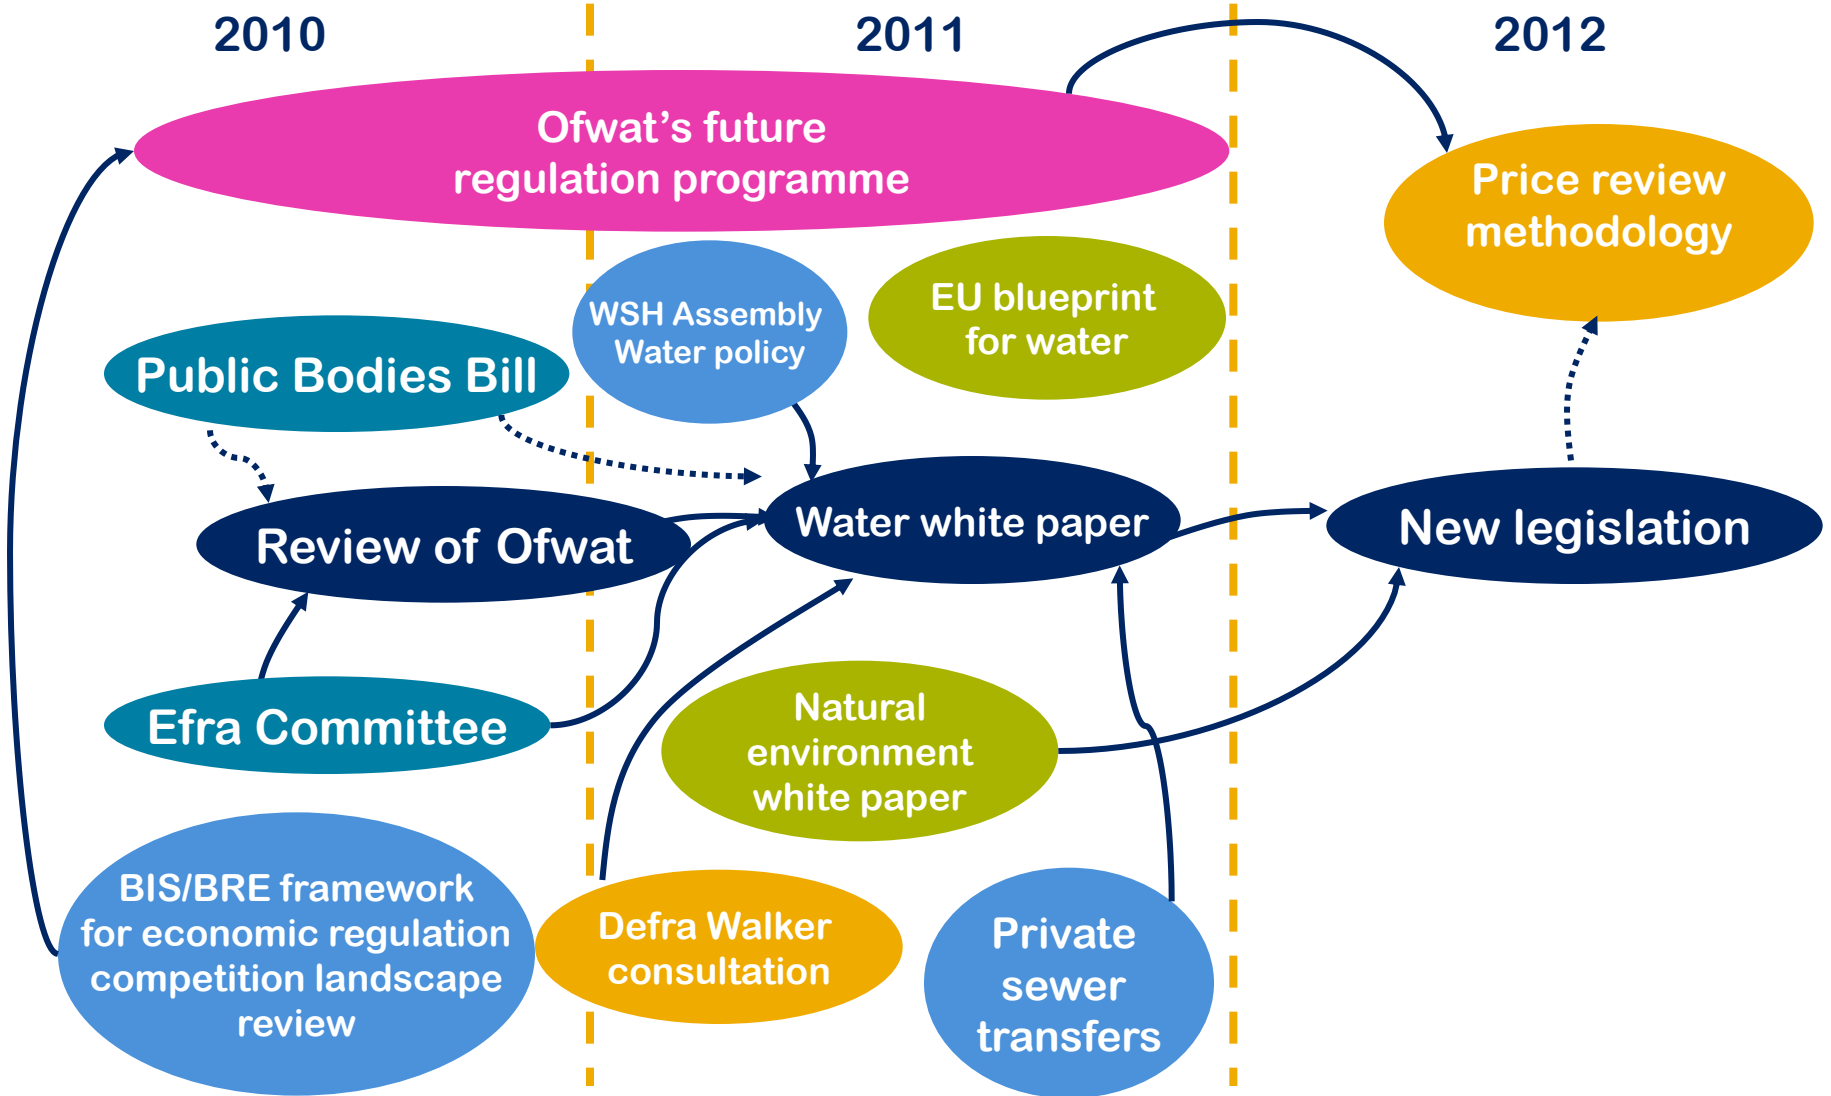 2010
2011
2012
Ofwat's future
regulation programme
Price review
methodology
WSH Assembly
Water policy
EU blueprint
for water
Public Bodies Bill
Review of Ofwat
Water white paper
New legislation
Efra Committee
Natural
environment
white paper
BIS/BRE framework
for economic regulation
competition landscape
review
Defra Walker
consultation
Private
sewer
transfers